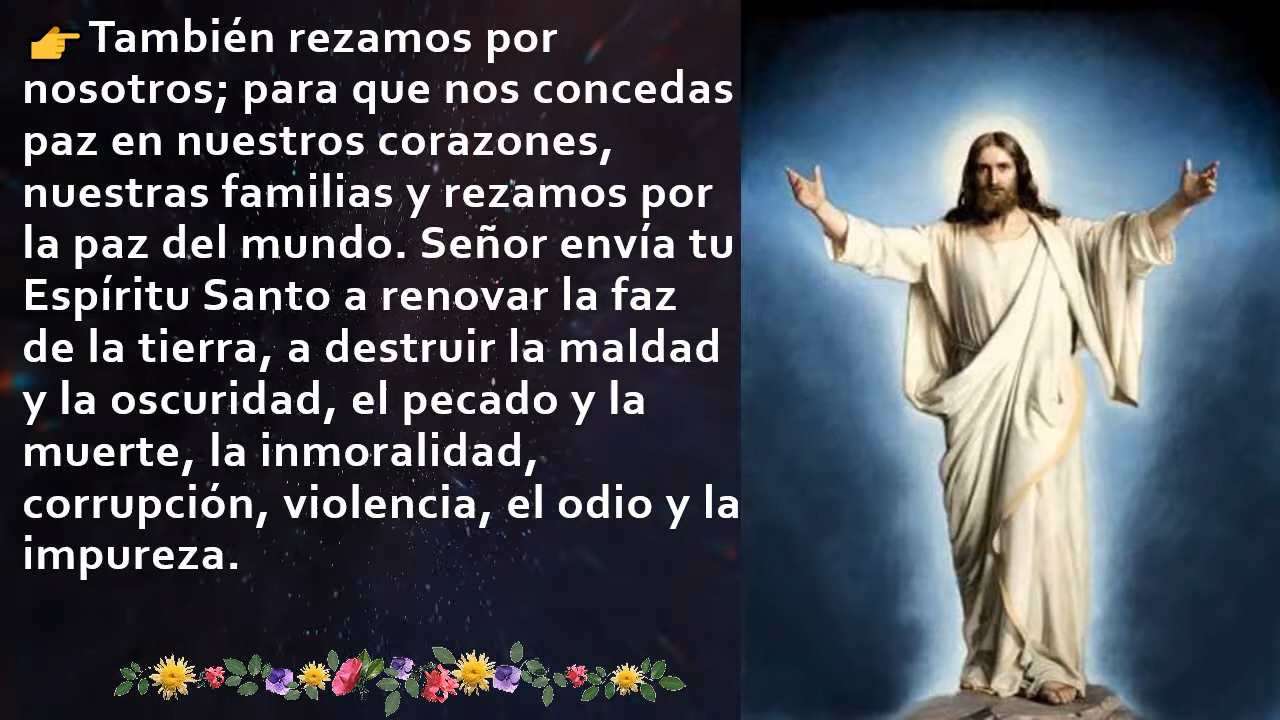 👉 También rezamos por
nosotros; para que nos concedas
paz en nuestros corazones,
nuestras familias y rezamos por
la paz del mundo. Señor envía tu
Espíritu Santo a renovar la faz
de la tierra, a destruir la maldad
y la oscuridad, el pecado y la
muerte, la inmoralidad,
corrupción, violencia, el odio y la
impureza.